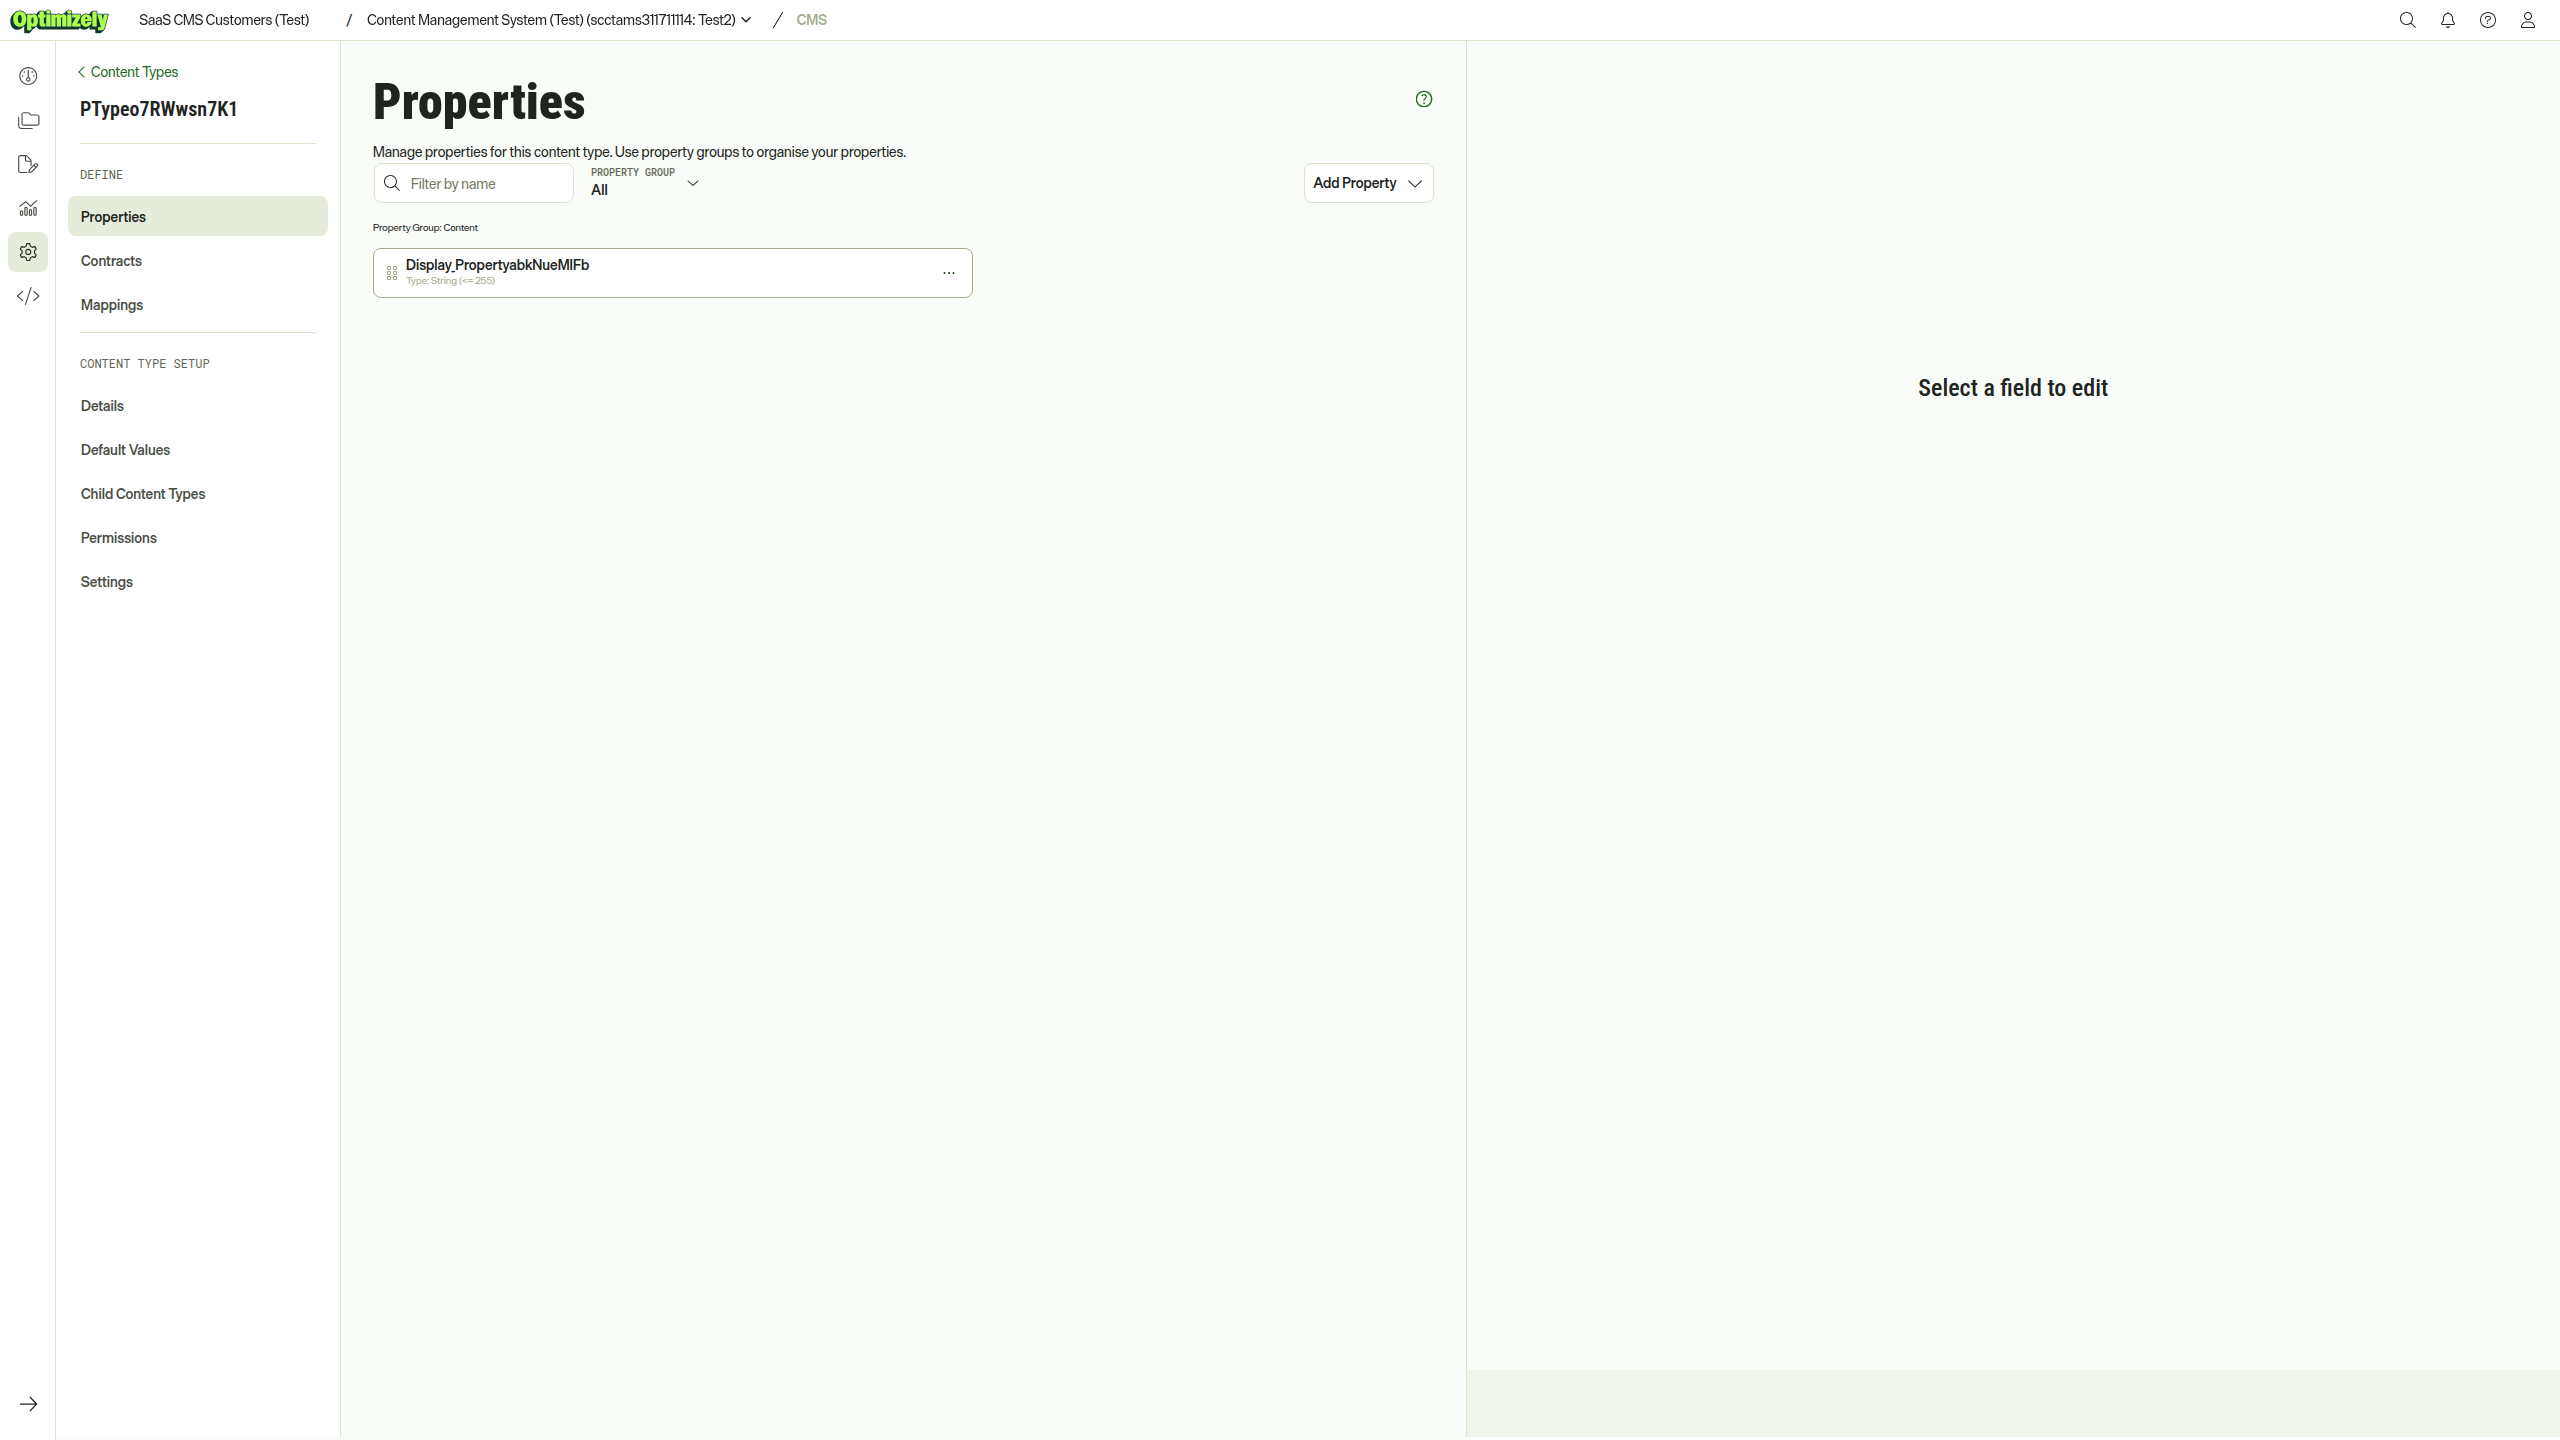 Optimizely SaaS CMS Customers (Test) / Content Management System (Test) (scctams311711114: Test2) / CMS
Content Types
PTypeo7RWwsn7K1
DEFINE
Properties
Contracts
Mappings
CONTENT TYPE SETUP
Details
Default Values
Child Content Types
Permissions
Settings
Properties
Manage properties for this content type. Use property groups to organise your properties.
Filter by name
PROPERTY GROUP
All
Add Property
Property Group: Content
Display_PropertyabkNueMIFb
Type: String (<= 255)
Select a field to edit